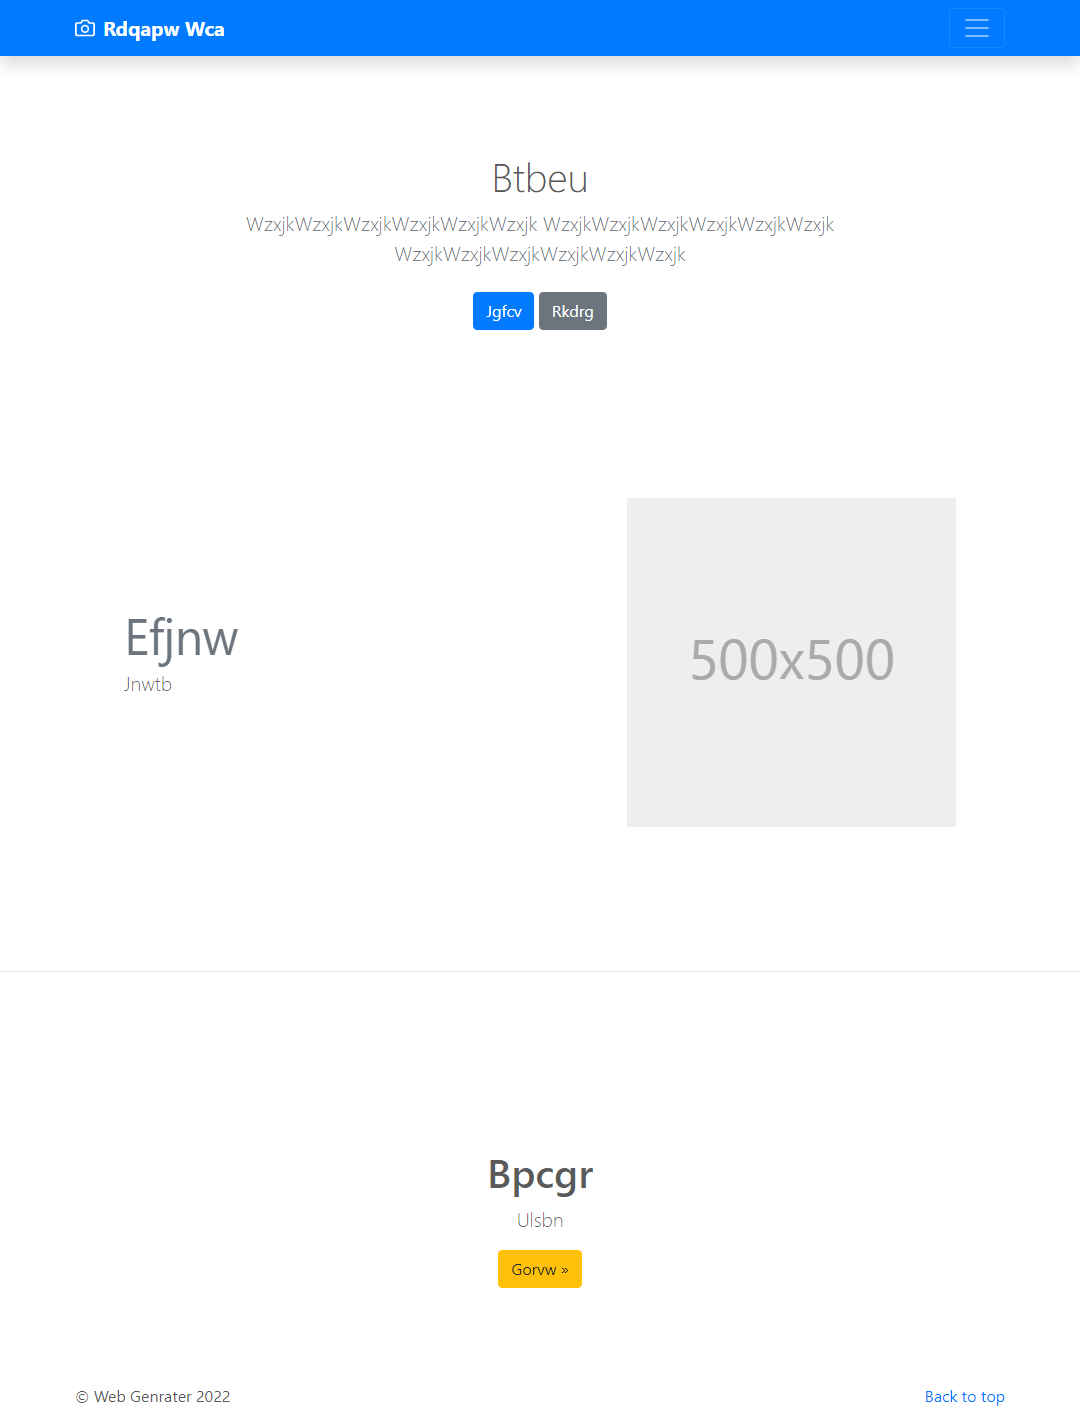 Rdqapw Wca
Btbeu
WzxjkWzxjkWzxjkWzxjkWzxjkWzxjk WzxjkWzxjkWzxjkWzxjkWzxjkWzxjk
WzxjkWzxjkWzxjkWzxjkWzxjkWzxjk
Jgfcv Rkdrg
Efjnw
Jnwtb
500x500
Bpcgr
Ulsbn
Gorvw »
© Web Genrater 2022
Back to top